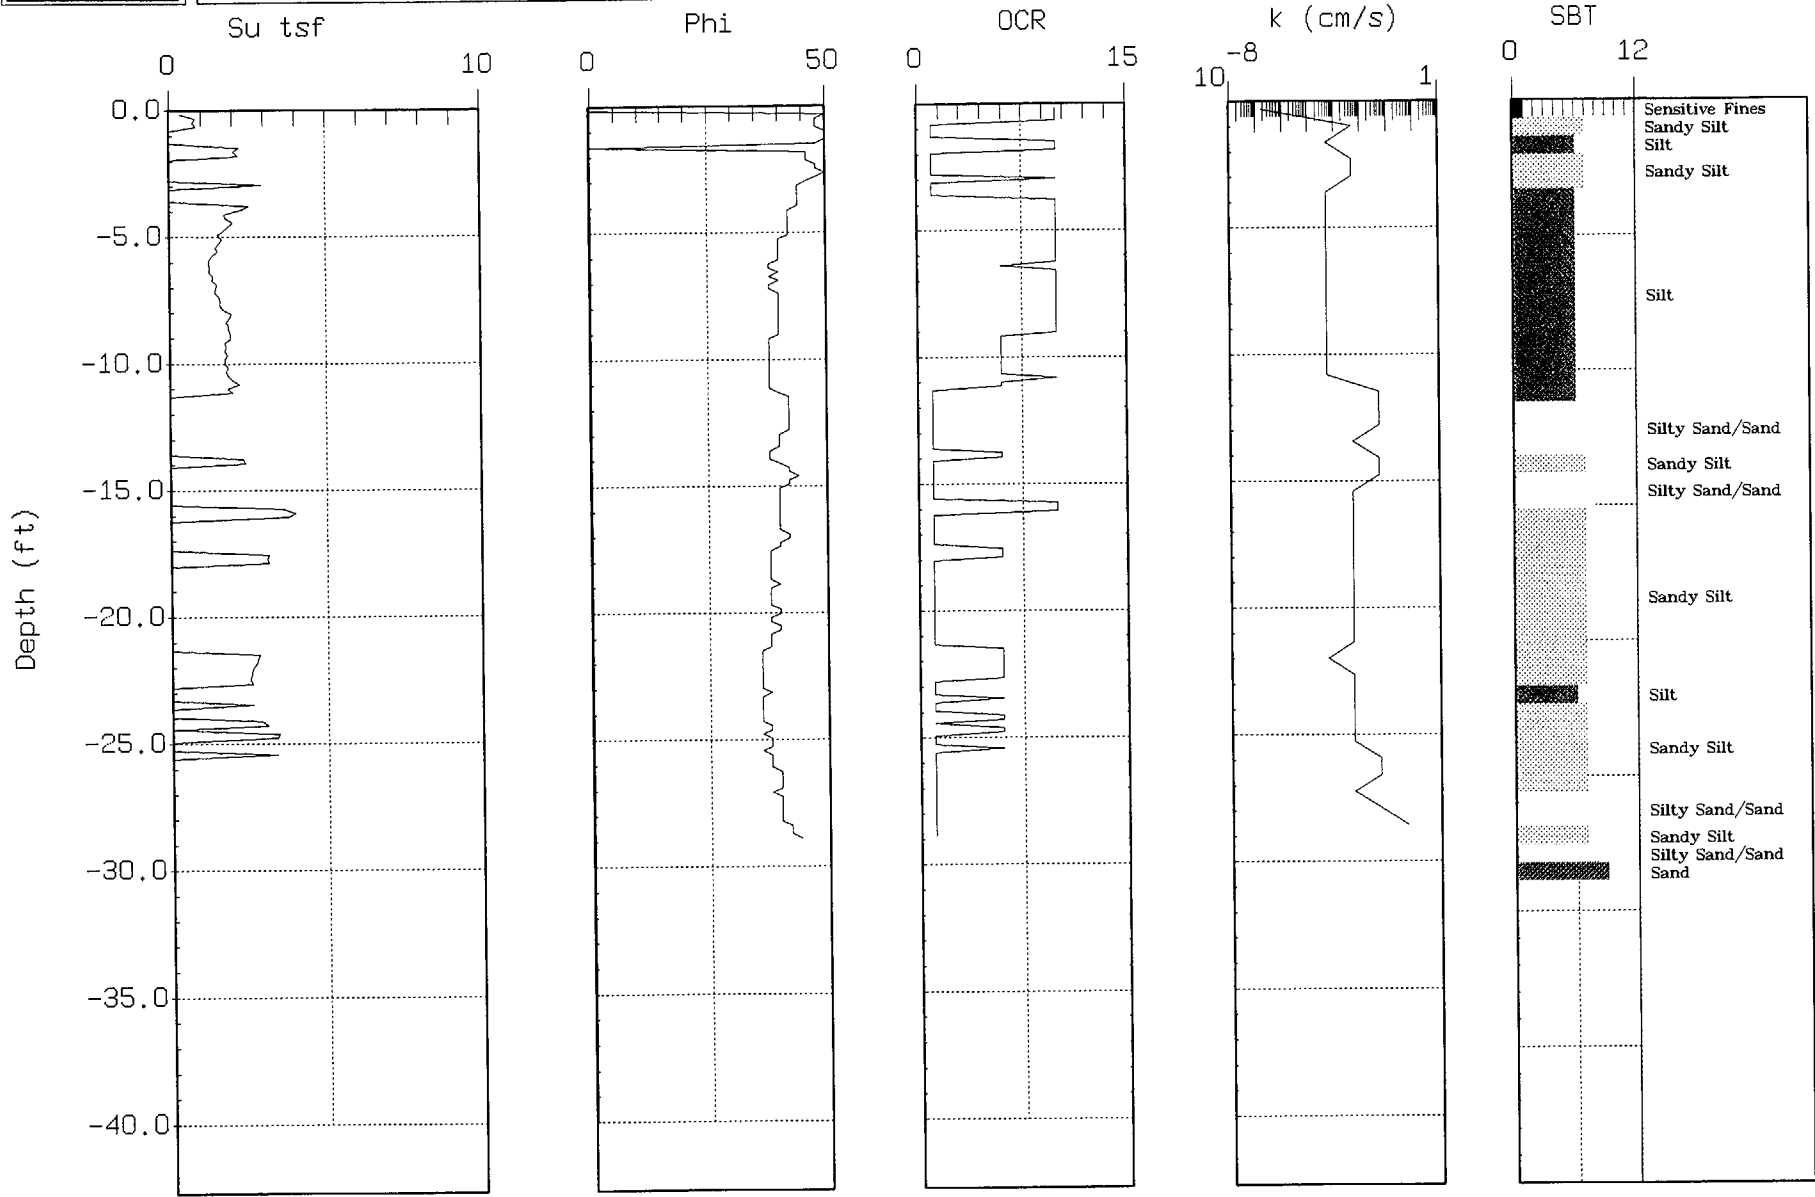 Su tsf
Phi
OCR
k (cm/s)
SBT
0
10
0
50
0
15
10
-8
1
0
12
0.0
-5.0
-10.0
-15.0
-20.0
-25.0
-30.0
-35.0
-40.0
Depth (ft)
Sensitive Fines
Sandy Silt
Silt
Sandy Silt
Silt
Silty Sand/Sand
Sandy Silt
Silty Sand/Sand
Sandy Silt
Silt
Sandy Silt
Silty Sand/Sand
Sandy Silt
Silty Sand/Sand
Sand